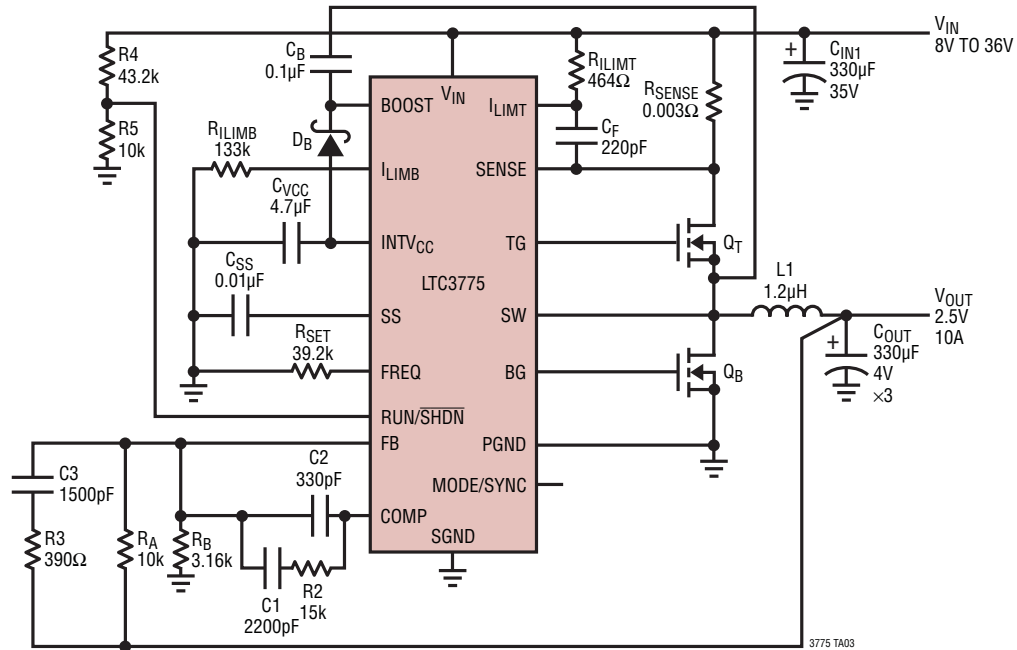 R4
43.2k
R5
10k
CB
0.1µF
DB
RILIMB
133k
CVCC
4.7µF
CSS
0.01µF
RSET
39.2k
BOOST
VIN
ILIMT
ILIMB
SENSE
INTVCC
TG
LTC3775
SS
SW
FREQ
BG
RUN/SHDN
FB
PGND
MODE/SYNC
COMP
SGND
RILIMT
464Ω
CF
220pF
RSENSE
0.003Ω
+
CIN1
330µF
35V
VIN
8V TO 36V
QT
L1
1.2µH
VOUT
2.5V
10A
+
COUT
330µF
4V
×3
QB
C3
1500pF
R3
390Ω
RA
10k
RB
3.16k
C2
330pF
C1
2200pF
R2
15k
3775 TA03